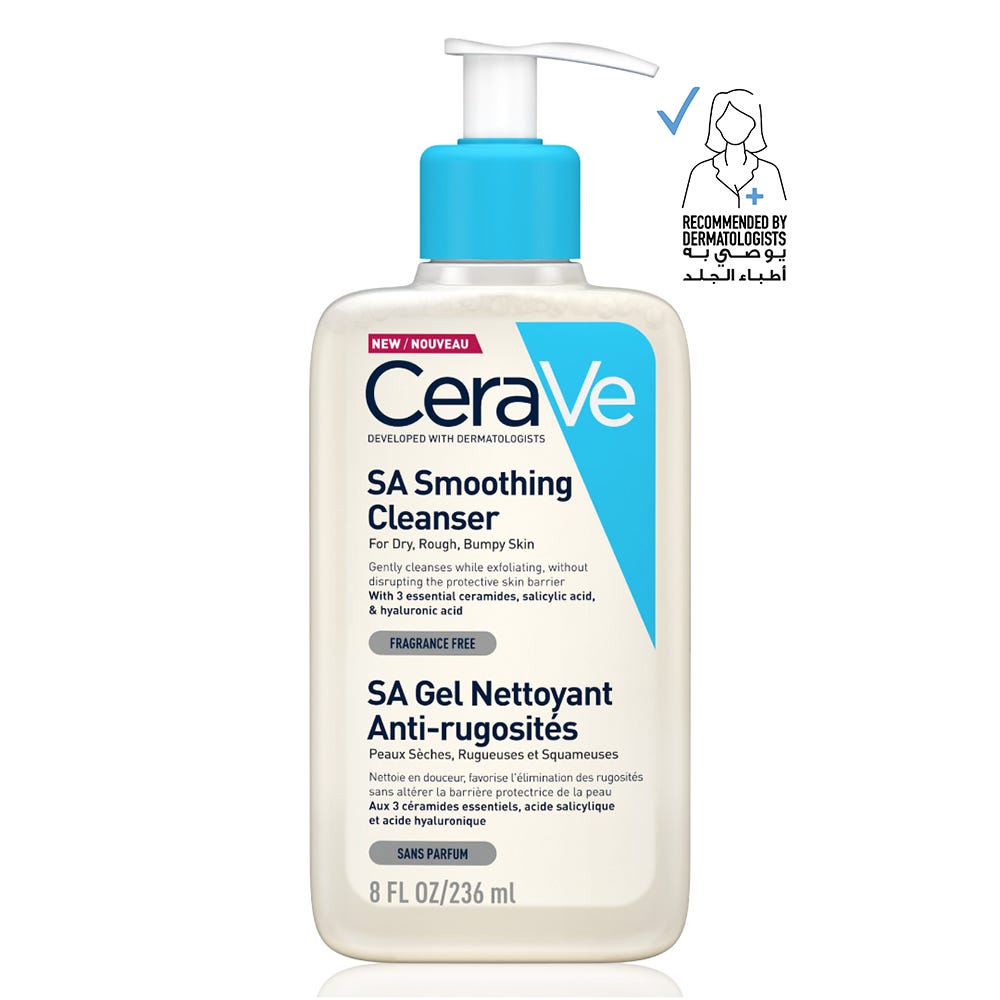 RECOMMENDED BY
DERMATOLOGISTS
يوصي به
أطباء الجلد
NEW / NOUVEAU
CeraVe
DEVELOPED WITH DERMATOLOGISTS
SA Smoothing
Cleanser
For Dry, Rough, Bumpy Skin
Gently cleanses while exfoliating, without
disrupting the protective skin barrier
With 3 essential ceramides, salicylic acid,
& hyaluronic acid
FRAGRANCE FREE
SA Gel Nettoyant
Anti-rugosités
Peaux Sèches, Rugueuses et Squameuses
Nettoie en douceur, favorise l'élimination des rugosités
sans altérer la barrière protectrice de la peau
Aux 3 céramides essentiels, acide salicylique
et acide hyaluronique
SANS PARFUM
8 FL OZ/236 ml